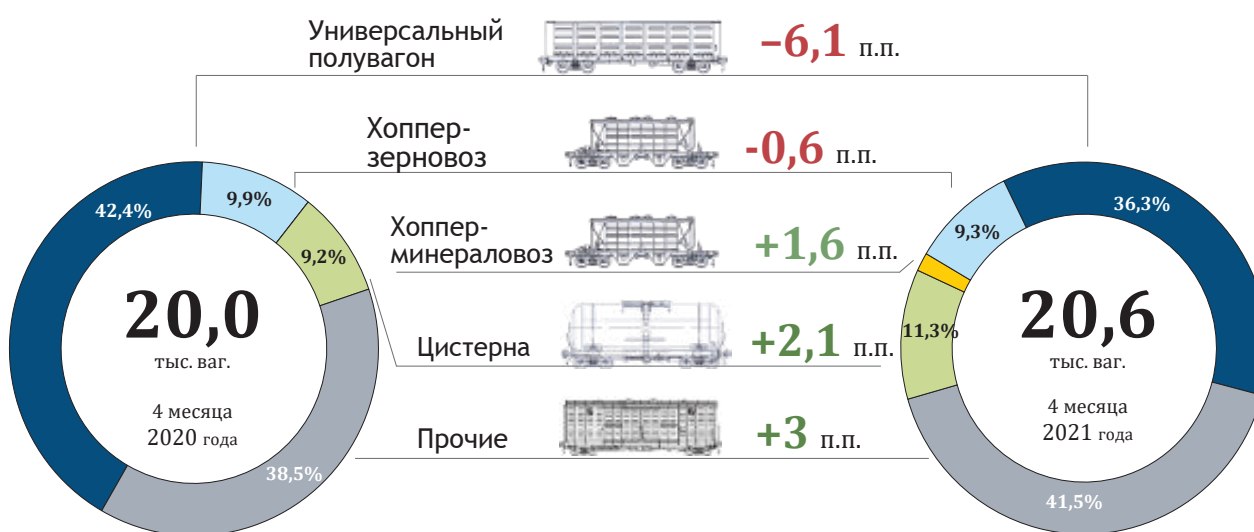 Универсальный
полувагон
–6,1 п.п.
Хоппер-
зерновоз
-0,6 п.п.
Хоппер-
минераловоз
+1,6 п.п.
Цистерна
+2,1 п.п.
Прочие
+3 п.п.
42,4%
9,9%
9,2%
38,5%
20,0
тыс. ваг.
4 месяца
2020 года
36,3%
9,3%
11,3%
41,5%
20,6
тыс. ваг.
4 месяца
2021 года